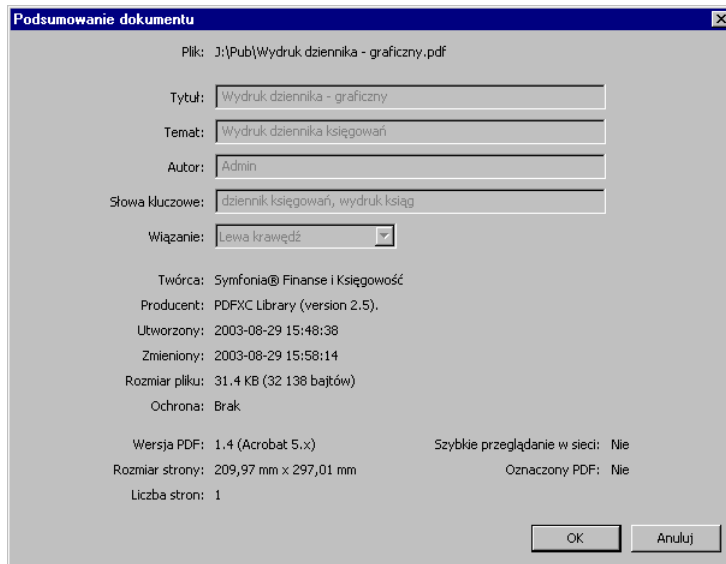 Podsumowanie dokumentu
Plik: J:\Pub\Wydruk dziennika - graficzny.pdf
Tytuł: Wydruk dziennika - graficzny
Temat: Wydruk dziennika księgowań
Autor: Admin
Słowa kluczowe: dziennik księgowań, wydruk ksiąg
Wiązanie: Lewa krawędź
Twórca: Symfonia® Finanse i Księgowość
Producent: PDFXC Library (version 2.5).
Utworzony: 2003-08-29 15:48:38
Zmieniony: 2003-08-29 15:58:14
Rozmiar pliku: 31.4 KB (32 138 bajtów)
Ochrona: Brak
Wersja PDF: 1.4 (Acrobat 5.x) Szybkie przeglądanie w sieci: Nie
Rozmiar strony: 209,97 mm x 297,01 mm Oznaczony PDF: Nie
Liczba stron: 1
OK Anuluj